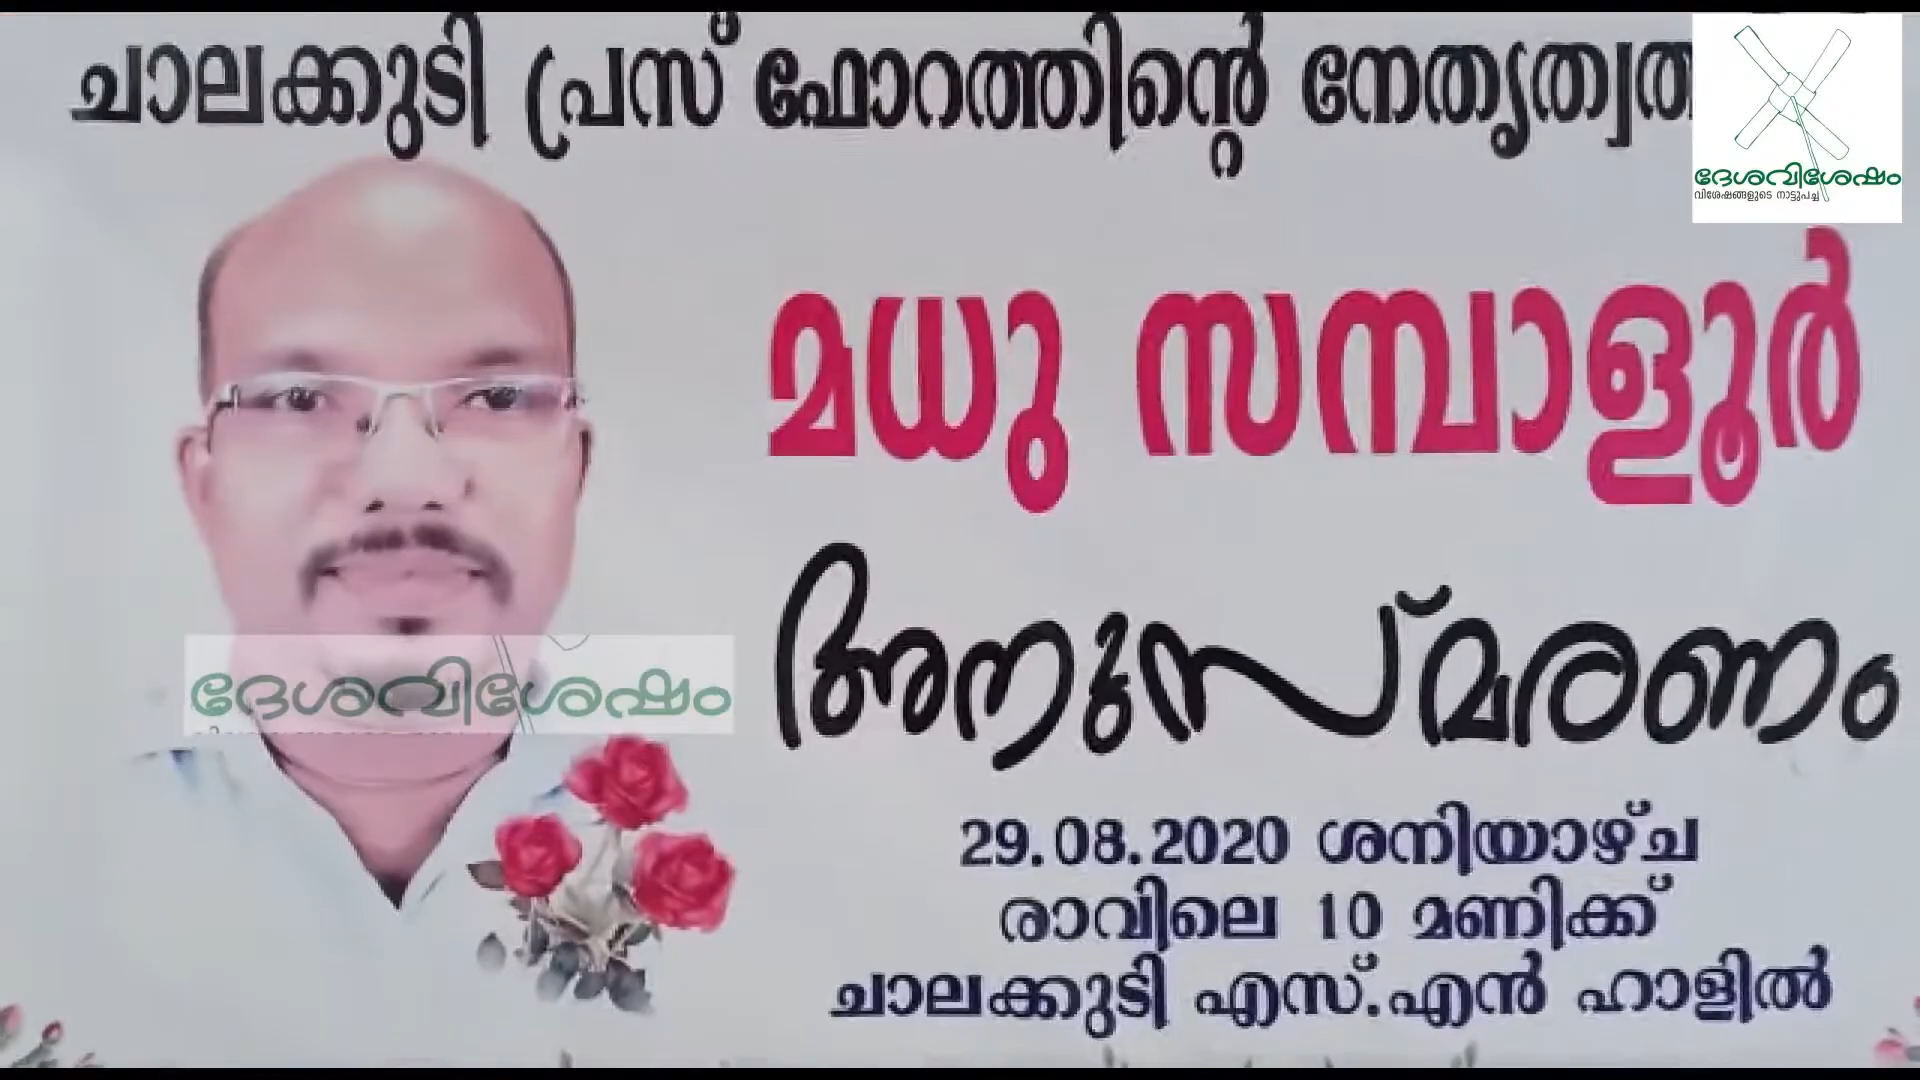 ചാലക്കുടി പ്രസ് ഫോറത്തിന്റെ
ദേശവിശേഷം
വിശേഷങ്ങളുടെ നാട്ടുപച്ച
മധു സമ്പാളൂർ
അനുസ്മരണം
ദേശവിശേഷം
29.08.2020 ശനിയാഴ്ച
രാവിലെ 10 മണിക്ക്
ചാലക്കുടി എസ്.എൻ ഹാളിൽ